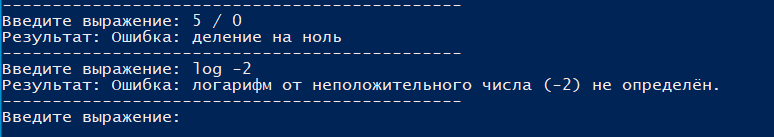 ----------------------------------------------
Введите выражение: 5 / 0
Результат: Ошибка: деление на ноль
----------------------------------------------
Введите выражение: log -2
Результат: Ошибка: логарифм от неположительного числа (-2) не определён.
----------------------------------------------
Введите выражение: